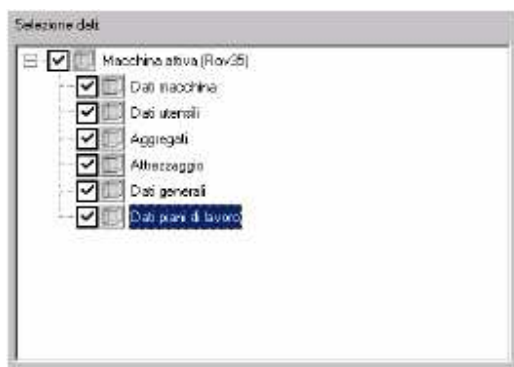 Selezione dati
Macchina attiva (Rov35)
Dati macchina
Dati utensili
Aggregati
Attrezzaggio
Dati generali
Dati piani di lavoro